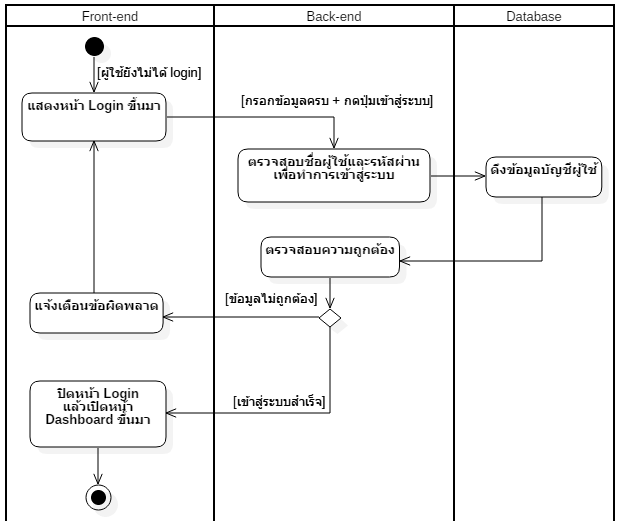 Front-end
Back-end
Database
[ผู้ใช้ยังไม่ได้ login]
แสดงหน้า Login ขึ้นมา
[กรอกข้อมูลครบ + กดปุ่มเข้าสู่ระบบ]
ตรวจสอบชื่อผู้ใช้และรหัสผ่าน
เพื่อทำการเข้าสู่ระบบ
ดึงข้อมูลบัญชีผู้ใช้
ตรวจสอบความถูกต้อง
[ข้อมูลไม่ถูกต้อง]
แจ้งเตือนข้อผิดพลาด
ปิดหน้า Login
แล้วเปิดหน้า
Dashboard ขึ้นมา
[เข้าสู่ระบบสำเร็จ]